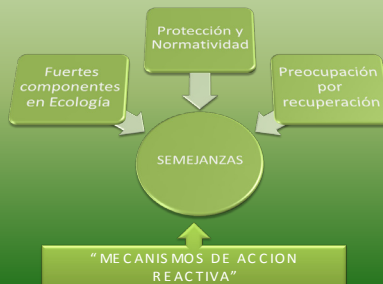 Protección y
Normatividad
Fuertes
componentes
en Ecología
Preocupación
por
recuperación
SEMEJANZAS
"MECANISMOS DE ACCION
REACTIVA"